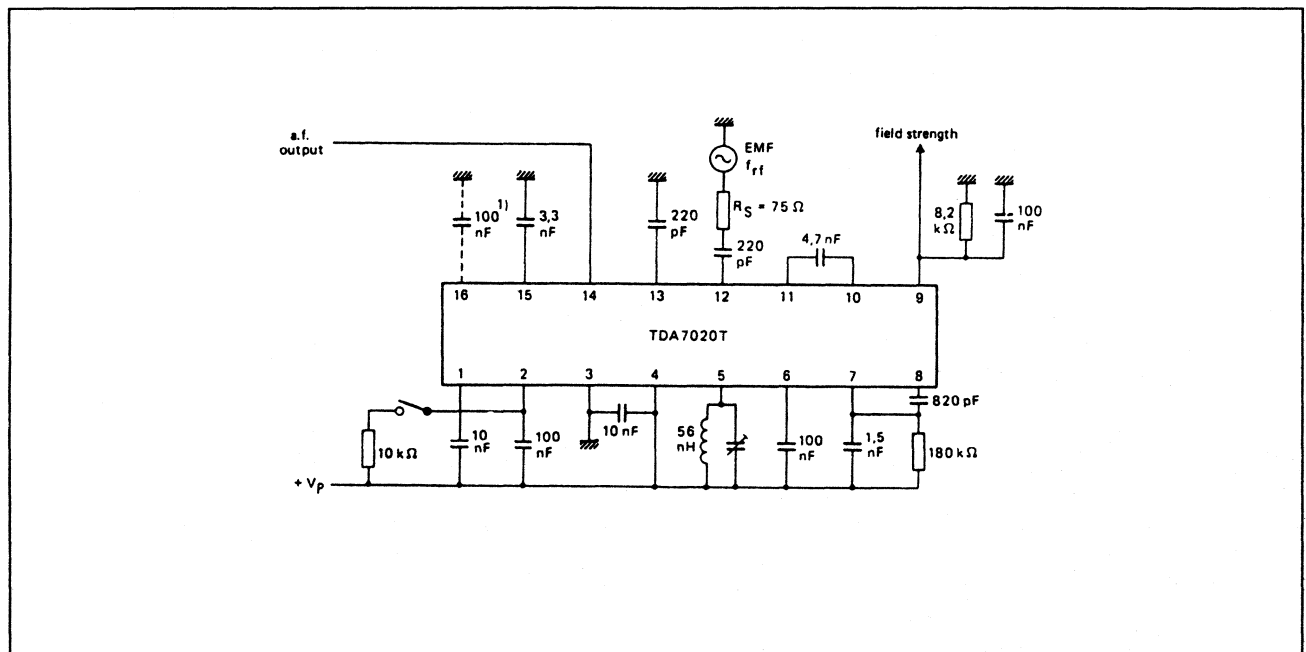 a.f.
output
EMF
f rf
field strength
100 1)
nF
3,3
nF
220
pF
R S = 75 Ω
220
pF
4,7 nF
8,2
kΩ
100
nF
16 15 14 13 12 11 10 9
TDA7020T
1 2 3 4 5 6 7 8
10 kΩ
10
nF
100
nF
10 nF
56
nH
100
nF
1,5
nF
820 pF
180 kΩ
+ Vp